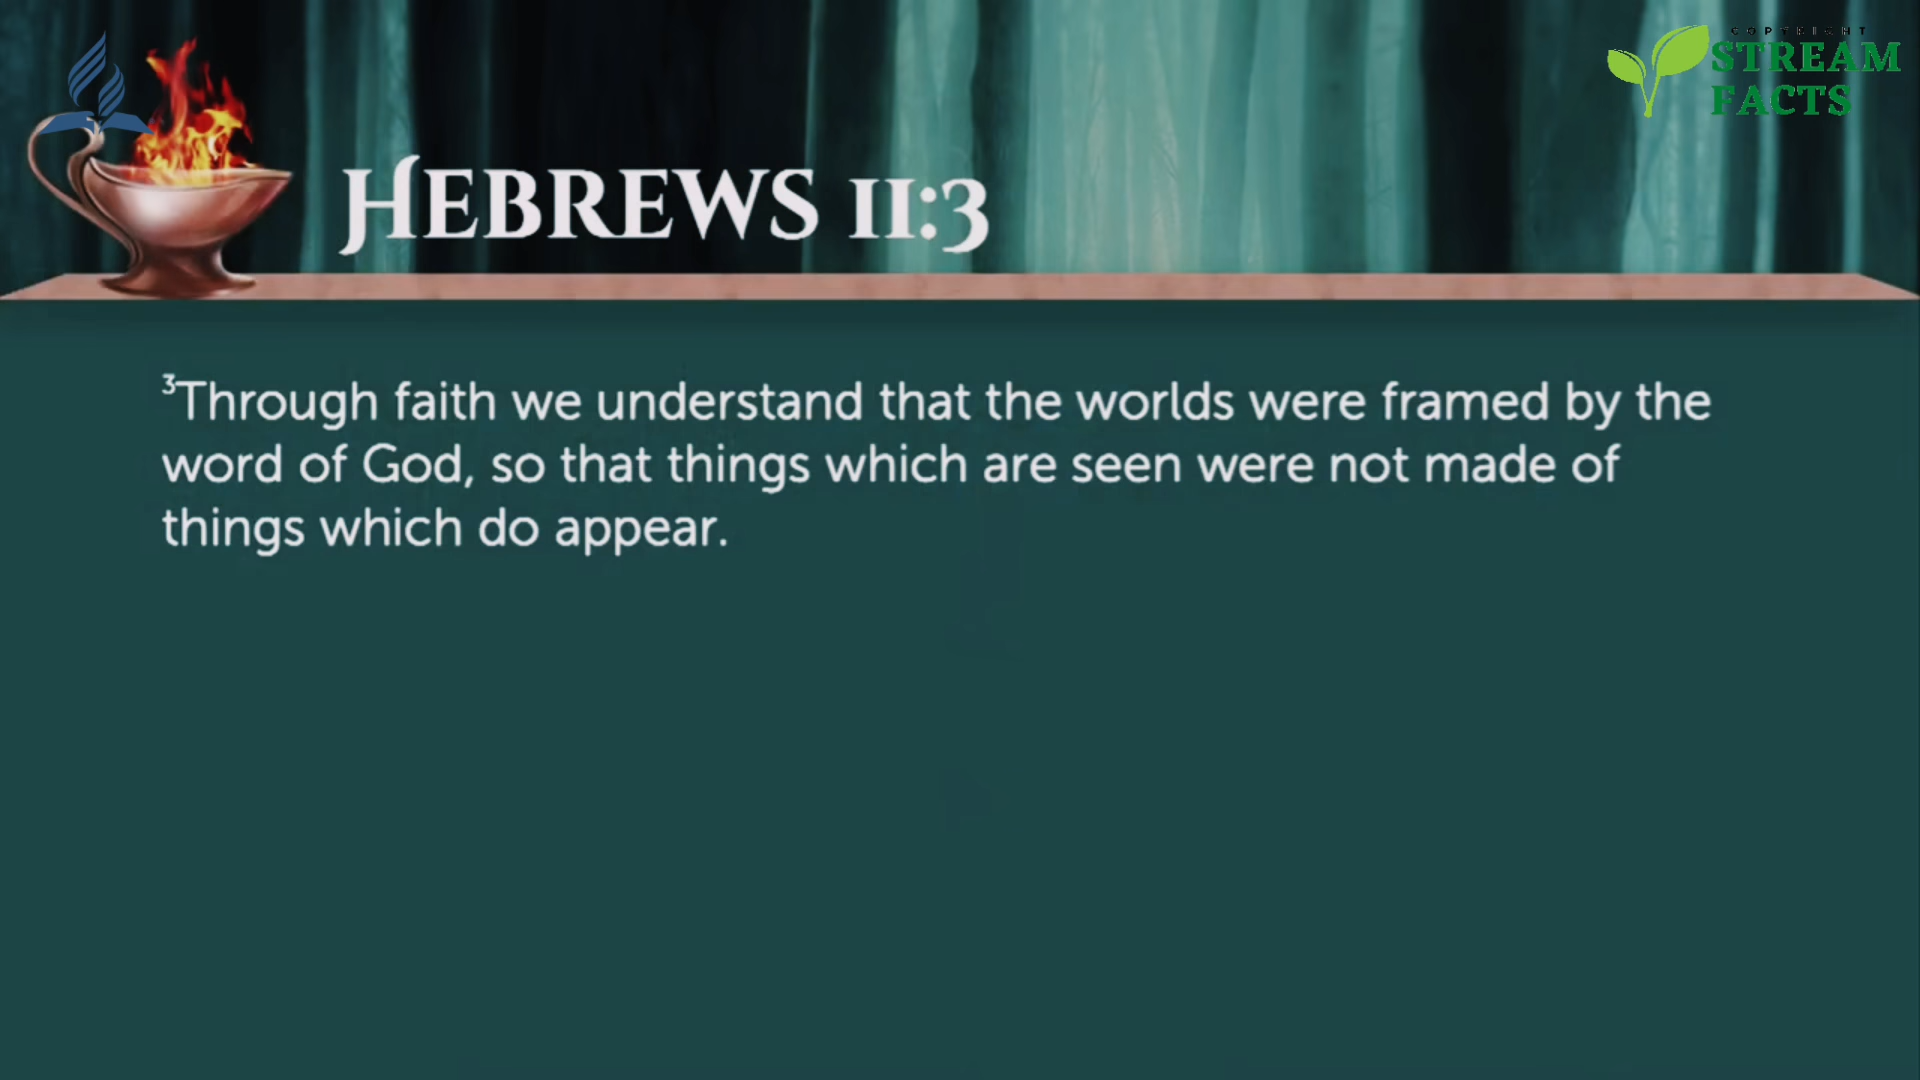 COPYRIGHT
STREAM
FACTS
HEBREWS 11:3
³Through faith we understand that the worlds were framed by the
word of God, so that things which are seen were not made of
things which do appear.